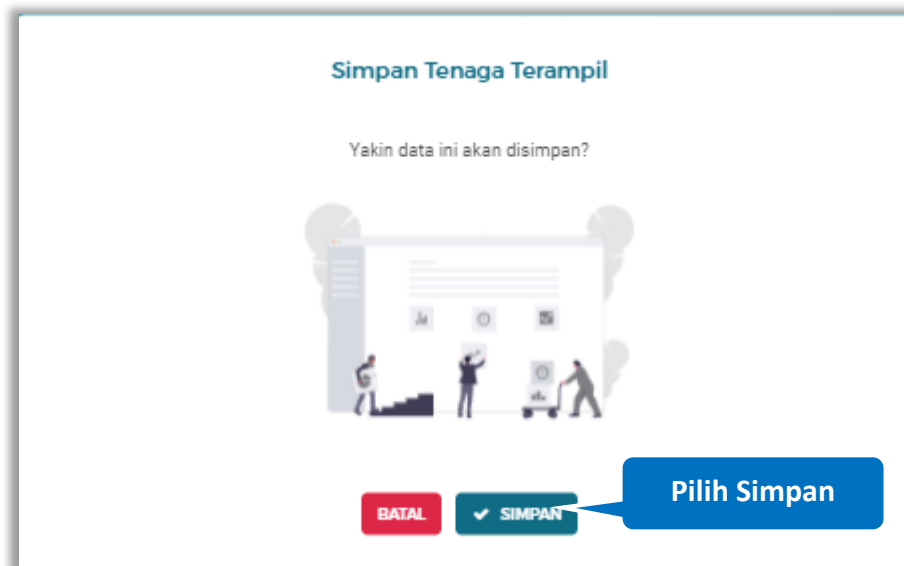 Simpan Tenaga Terampil
Yakin data ini akan disimpan?
BATAL
SIMPAN
Pilih Simpan